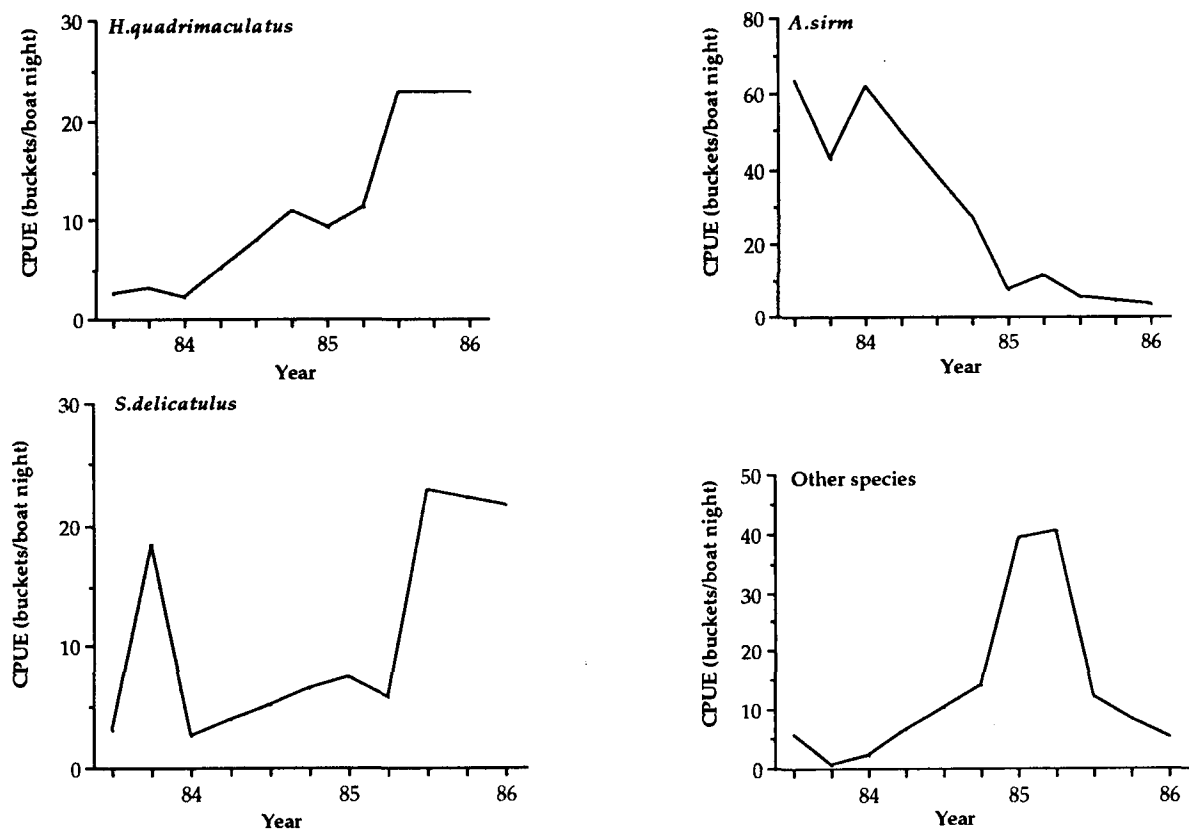 H.quadrimaculatus
CPUE (buckets/boat night)
30
20
10
0
84
85
86
Year
A.sirm
CPUE (buckets/boat night)
80
60
40
20
0
84
85
86
Year
S.delicatulus
CPUE (buckets/boat night)
30
20
10
0
84
85
86
Year
Other species
CPUE (buckets/boat night)
50
40
30
20
10
0
84
85
86
Year